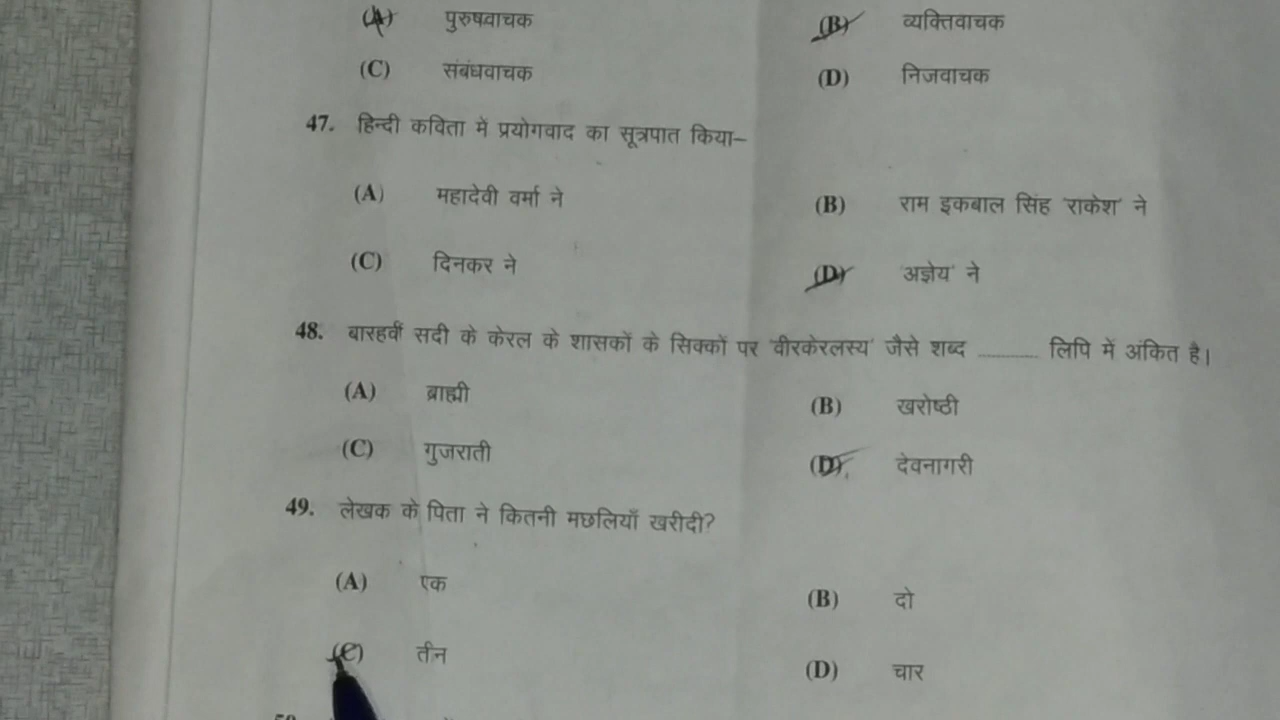 (A) पुरुषवाचक (B) व्यक्तिवाचक
(C) संबंधवाचक (D) निजवाचक
47. हिन्दी कविता में प्रयोगवाद का सूत्रपात किया–
(A) महादेवी वर्मा ने (B) राम इकबाल सिंह 'राकेश' ने
(C) दिनकर ने (D) 'अज्ञेय' ने
48. बारहवीं सदी के केरल के शासकों के सिक्कों पर 'वीरकेरलस्य' जैसे शब्द ............ लिपि में अंकित है।
(A) ब्राह्मी (B) खरोष्ठी
(C) गुजराती (D) देवनागरी
49. लेखक के पिता ने कितनी मछलियाँ खरीदी?
(A) एक (B) दो
(C) तीन (D) चार